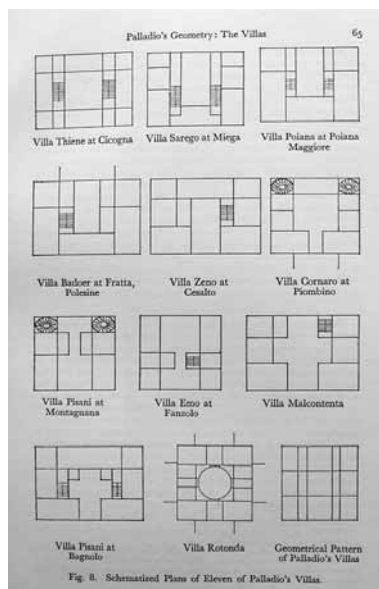 Palladio's Geometry: The Villas 65
Villa Thiene at Cicogna
Villa Sarego at Miega
Villa Poiana at Poiana
Maggiore
Villa Badoer at Fratta,
Polesine
Villa Zeno at
Cesalto
Villa Cornaro at
Piombino
Villa Pisani at
Montagnana
Villa Emo at
Fanzolo
Villa Malcontenta
Villa Pisani at
Bagnolo
Villa Rotonda
Geometrical Pattern
of Palladio's Villas
Fig. 8. Schematized Plans of Eleven of Palladio's Villas.